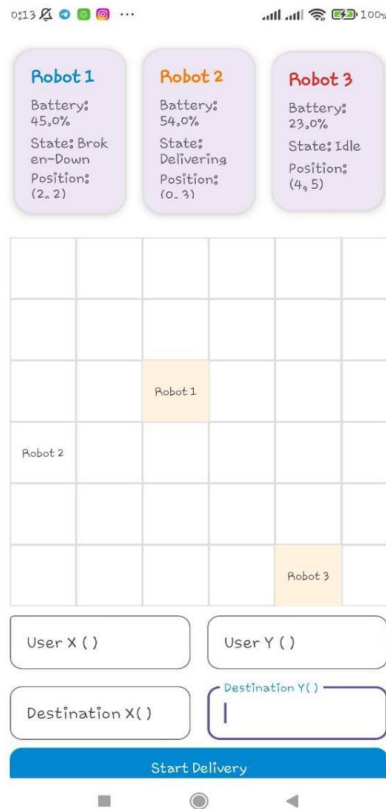 0:13 ... 100%
Robot 1
Battery:
45.0%
State: Brok
en-Down
Position:
(2, 2)
Robot 2
Battery:
54.0%
State:
Delivering
Position:
(0, 3)
Robot 3
Battery:
23.0%
State: Idle
Position:
(4, 5)
Robot 1
Robot 2
Robot 3
User X ( )
User Y ( )
Destination X( )
Destination Y( )
Start Delivery